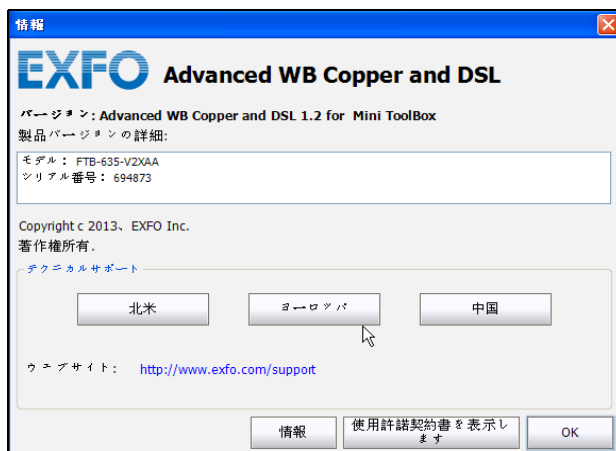 情報
EXFO Advanced WB Copper and DSL
バージョン: Advanced WB Copper and DSL 1.2 for Mini ToolBox
製品バージョンの詳細:
モデル： FTB-635-V2XAA
シリアル番号： 694873
Copyright c 2013、EXFO Inc.
著作権所有.
テクニカルサポート
北米 ヨーロッパ 中国
ウェブサイト： http://www.exfo.com/support
情報 使用許諾契約書を表示し
ます OK